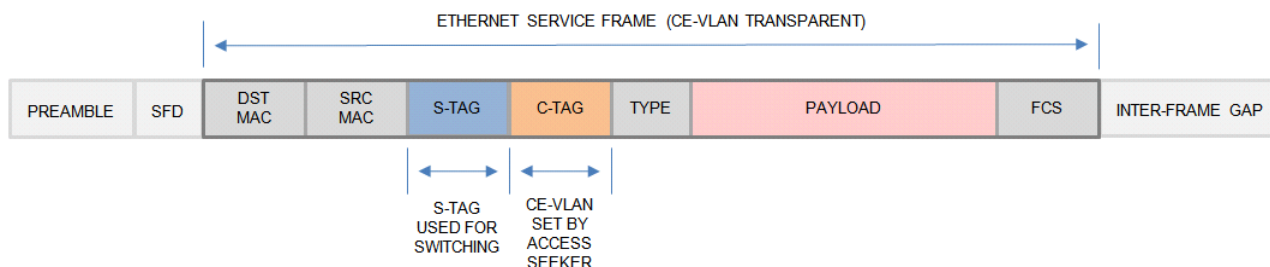 ETHERNET SERVICE FRAME (CE-VLAN TRANSPARENT)
PREAMBLE
SFD
DST
MAC
SRC
MAC
S-TAG
C-TAG
TYPE
PAYLOAD
FCS
INTER-FRAME GAP
S-TAG
USED FOR
SWITCHING
CE-VLAN
SET BY
ACCESS
SEEKER